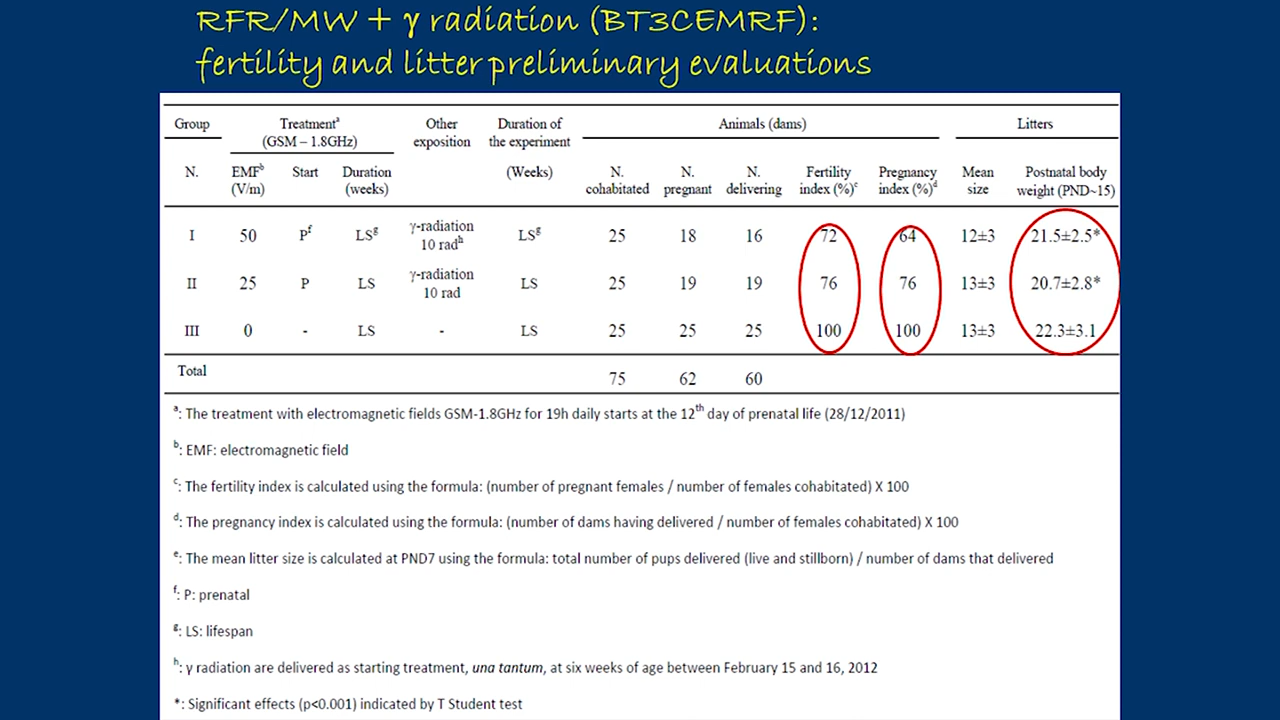 RFR/MW + γ radiation (BT3CEMRF):
fertility and litter preliminary evaluations
Group Treatmentᵃ Other Duration of Animals (dams) Litters
(GSM – 1.8GHz) exposition the experiment
N. EMFᵇ Start Duration (Weeks) N. N. N. Fertility Pregnancy Mean Postnatal body
(V/m) (weeks) cohabitated pregnant delivering index (%)ᶜ index (%)ᵈ size weight (PND~15)
I 50 Pᶠ LSᵍ γ-radiation 10 radʰ LSᵍ 25 18 16 72 64 12±3 21.5±2.5*
II 25 P LS γ-radiation 10 rad LS 25 19 19 76 76 13±3 20.7±2.8*
III 0 - LS - LS 25 25 25 100 100 13±3 22.3±3.1
Total 75 62 60
ᵃ: The treatment with electromagnetic fields GSM-1.8GHz for 19h daily starts at the 12ᵗʰ day of prenatal life (28/12/2011)
ᵇ: EMF: electromagnetic field
ᶜ: The fertility index is calculated using the formula: (number of pregnant females / number of females cohabitated) X 100
ᵈ: The pregnancy index is calculated using the formula: (number of dams having delivered / number of females cohabitated) X 100
ᵉ: The mean litter size is calculated at PND7 using the formula: total number of pups delivered (live and stillborn) / number of dams that delivered
ᶠ: P: prenatal
ᵍ: LS: lifespan
ʰ: γ radiation are delivered as starting treatment, una tantum, at six weeks of age between February 15 and 16, 2012
*: Significant effects (p<0.001) indicated by T Student test